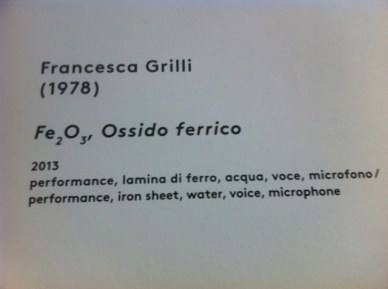 Francesca Grilli
(1978)
Fe₂O₃, Ossido ferrico
2013
performance, lamina di ferro, acqua, voce, microfono/
performance, iron sheet, water, voice, microphone